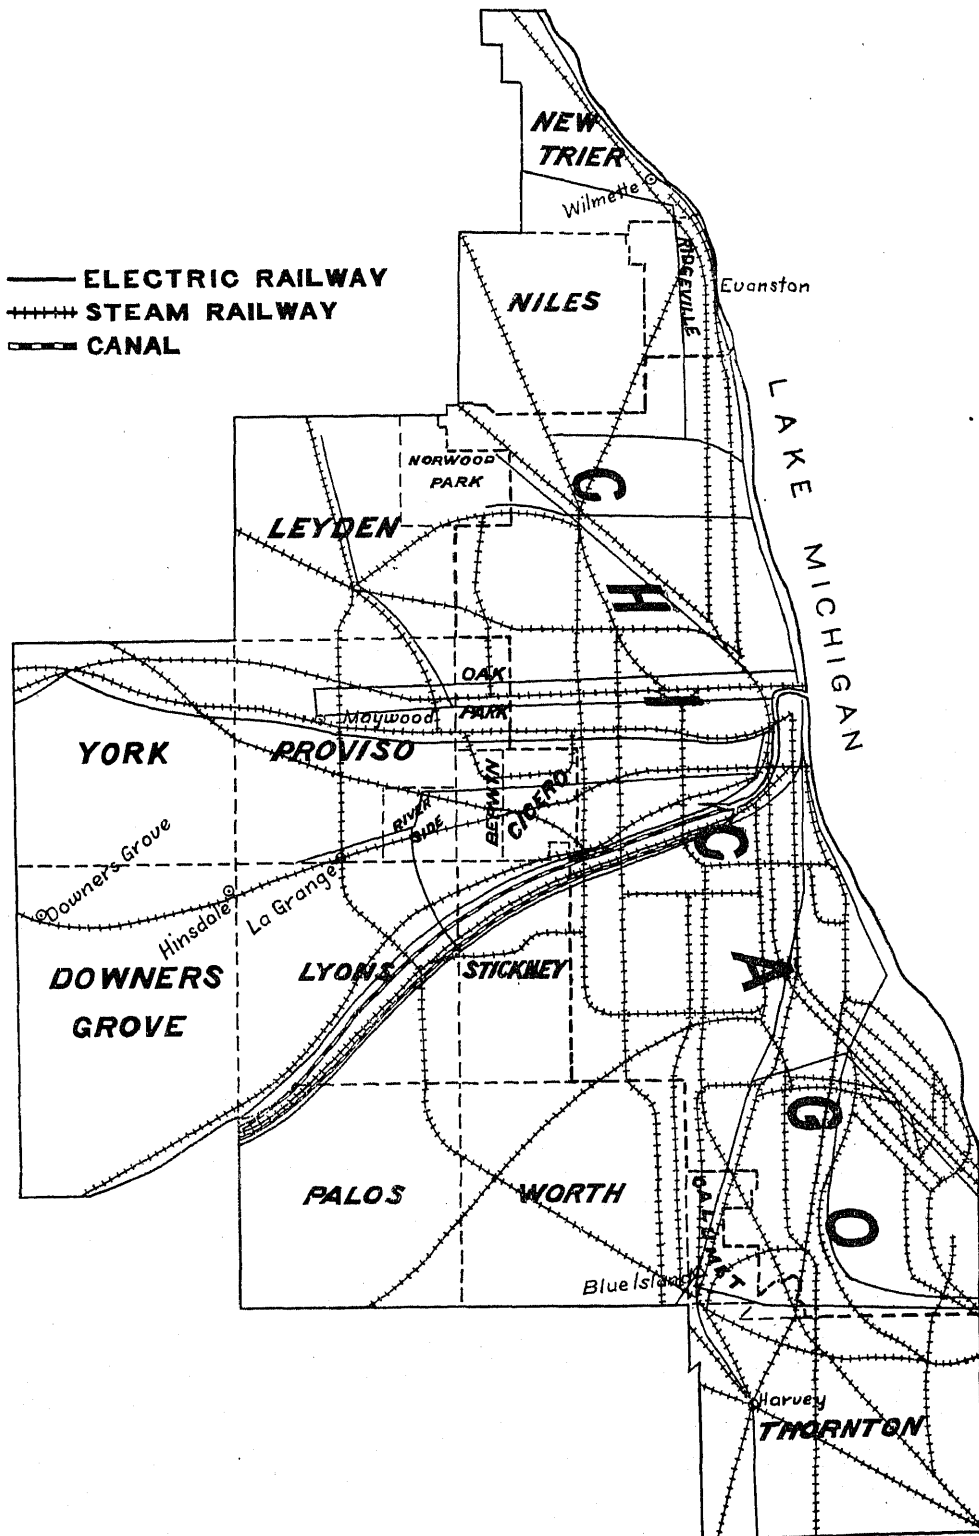 NEW
TRIER
Wilmette
RIDGEVILLE
Evanston
NILES
ELECTRIC RAILWAY
STEAM RAILWAY
CANAL
LAKE MICHIGAN
NORWOOD
PARK
LEYDEN
CHICAGO
OAK
PARK
Maywood
YORK
PROVISO
BERWYN
CICERO
RIVER
SIDE
Downers Grove
Hinsdale
La Grange
DOWNERS
GROVE
LYONS
STICKNEY
PALOS
WORTH
CALUMET
Blue Island
Harvey
THORNTON